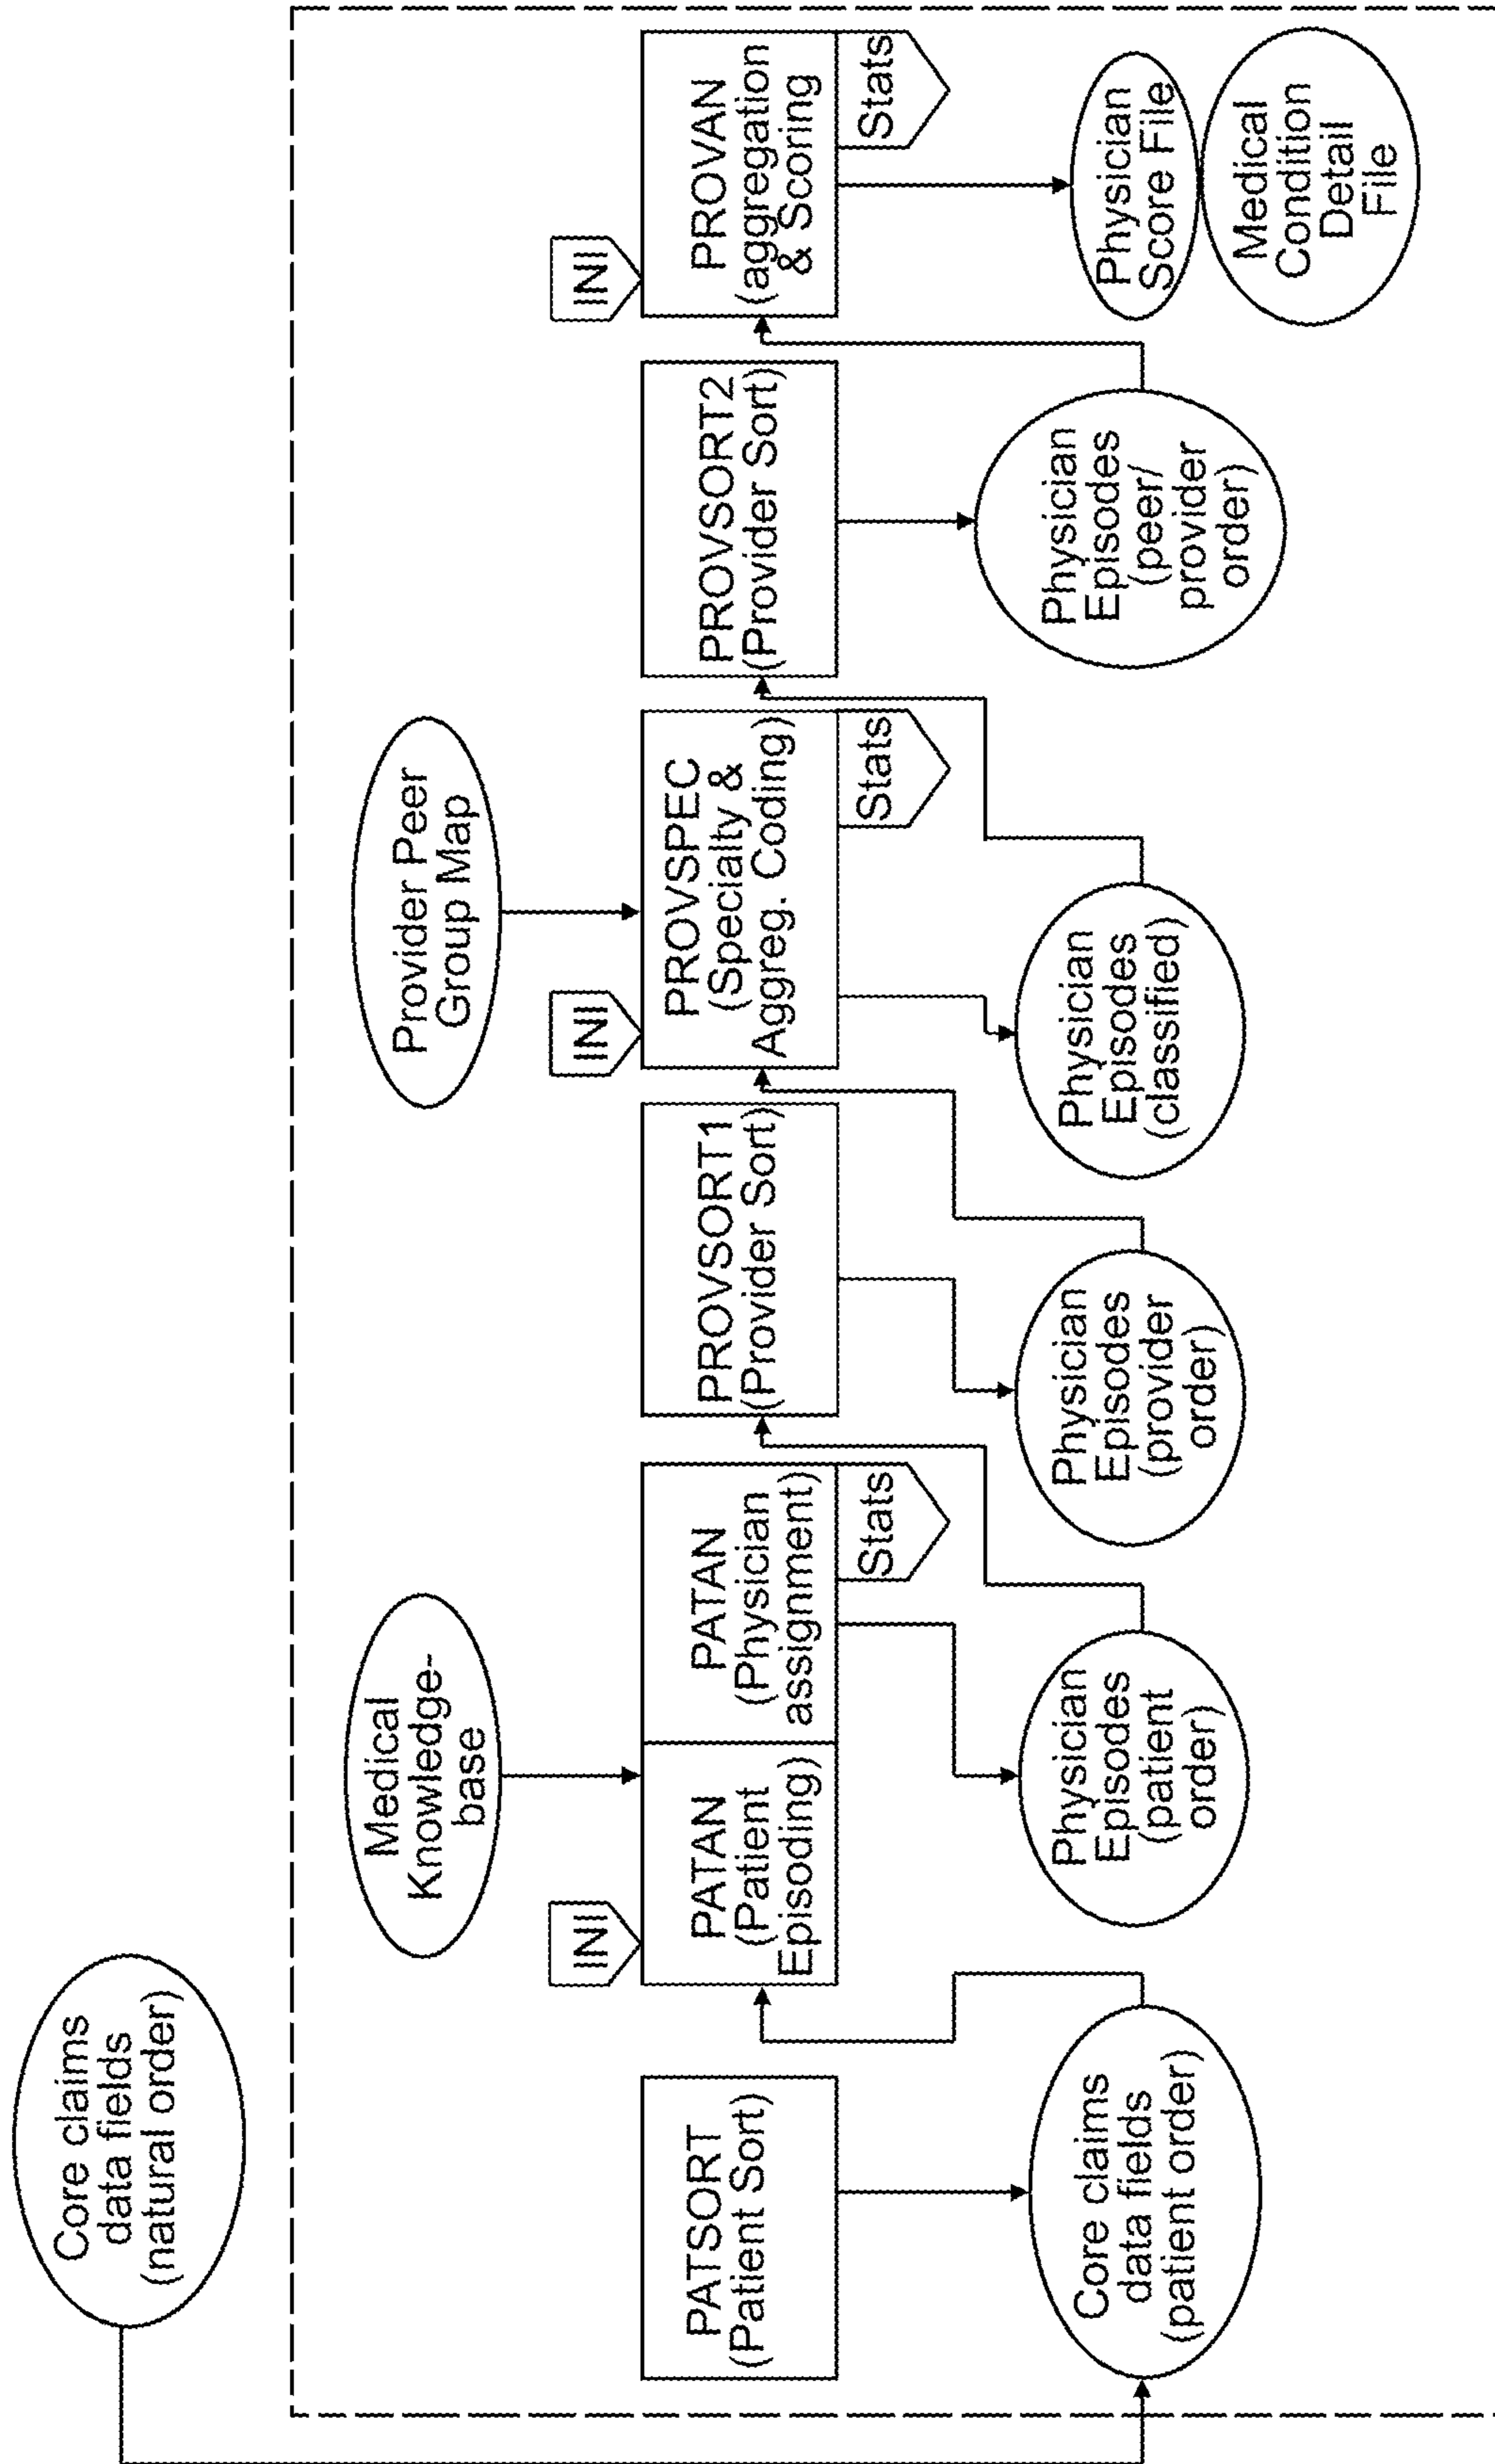 Core claims
data fields
(natural order)
Medical
Knowledge-
base
Provider Peer
Group Map
INI
INI
INI
PATSORT
(Patient Sort)
PATAN
(Patient
Episoding)
PATAN
(Physician
assignment)
PROVSORT1
(Provider Sort)
PROVSPEC
(Specialty &
Aggreg. Coding)
PROVSORT2
(Provider Sort)
PROVAN
(aggregation
& Scoring
Stats
Stats
Stats
Core claims
data fields
(patient order)
Physician
Episodes
(patient
order)
Physician
Episodes
(provider
order)
Physician
Episodes
(classified)
Physician
Episodes
(peer/
provider
order)
Physician
Score File
Medical
Condition
Detail
File